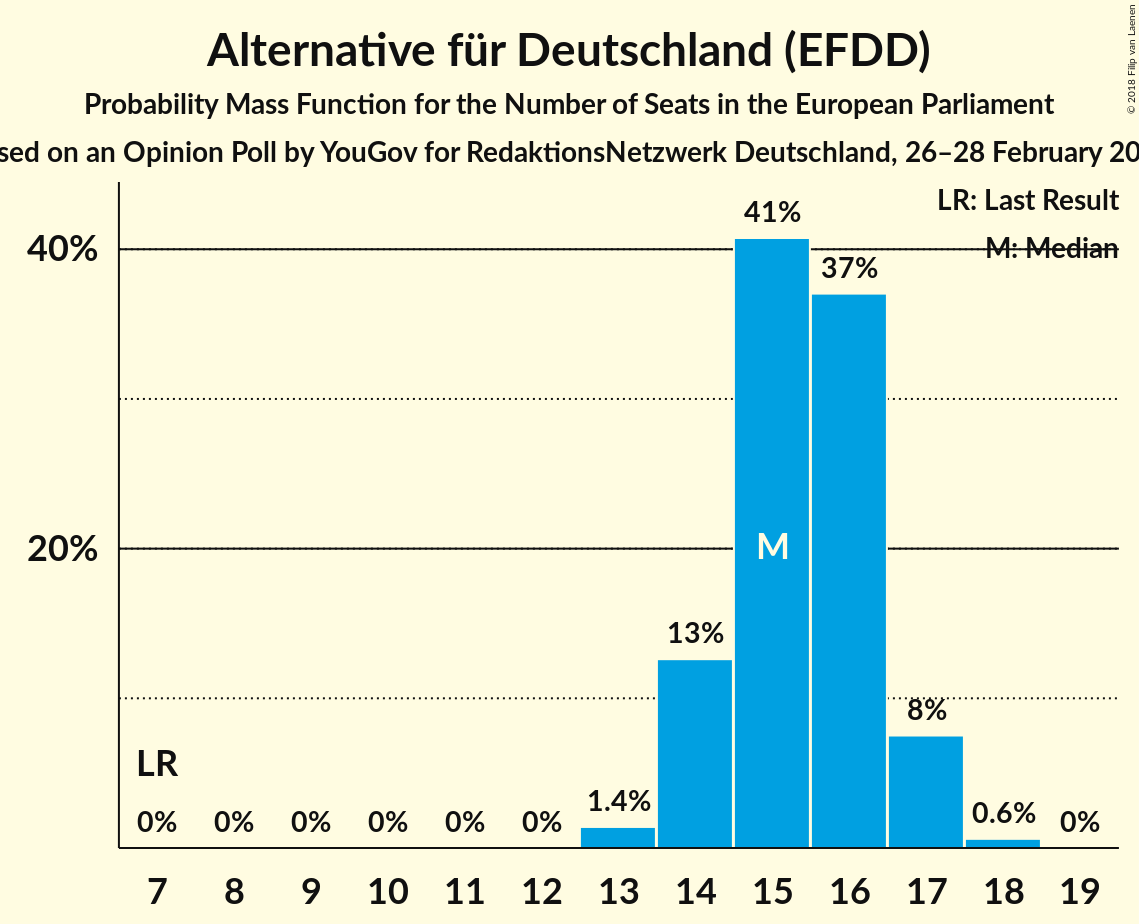 Alternative für Deutschland (EFDD)
Probability Mass Function for the Number of Seats in the European Parliament
sed on an Opinion Poll by YouGov for RedaktionsNetzwerk Deutschland, 26–28 February 20
© 2018 Filip van Laenen
LR: Last Result
M: Median
41%
40%
37%
M
20%
13%
8%
LR
1.4%
0.6%
0% 0% 0% 0% 0% 0% 0%
7 8 9 10 11 12 13 14 15 16 17 18 19